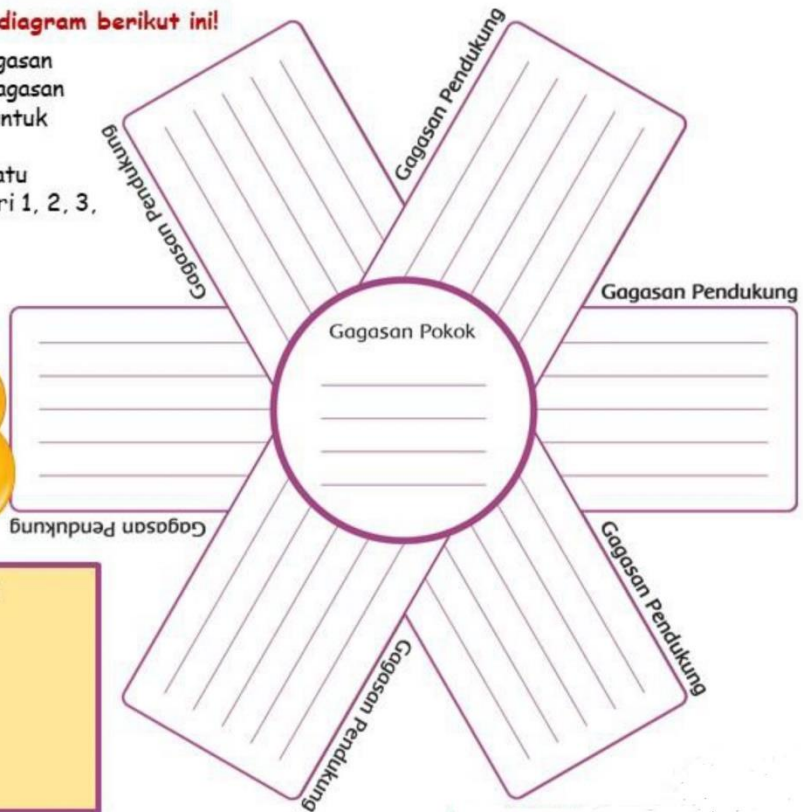 diagram berikut ini!
gasan
agasan
ntuk
atu
ri 1, 2, 3,
Gagasan Pendukung
Gagasan Pendukung
Gagasan Pendukung
Gagasan Pokok
Gagasan Pendukung
Gagasan Pendukung
Gagasan Pendukung